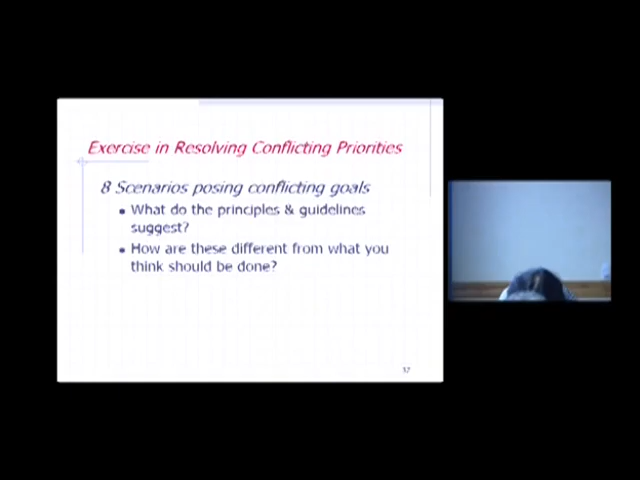 Exercise in Resolving Conflicting Priorities
8 Scenarios posing conflicting goals
• What do the principles & guidelines
suggest?
• How are these different from what you
think should be done?